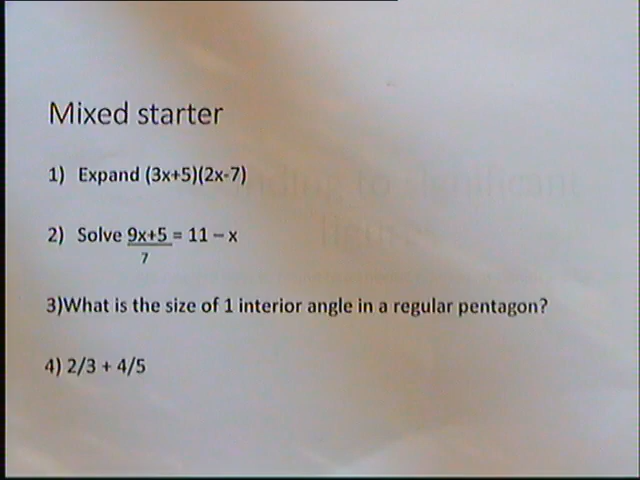 Mixed starter
1) Expand (3x+5)(2x-7)
2) Solve 9x+5 = 11 – x
7
3)What is the size of 1 interior angle in a regular pentagon?
4) 2/3 + 4/5